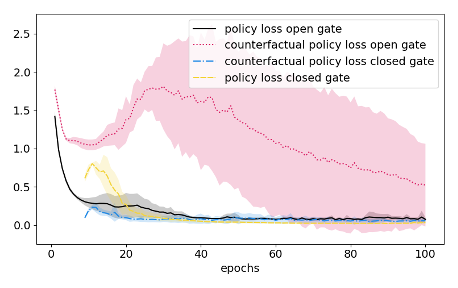 policy loss open gate
counterfactual policy loss open gate
counterfactual policy loss closed gate
policy loss closed gate
2.5
2.0
1.5
1.0
0.5
0.0
0 20 40 60 80 100
epochs